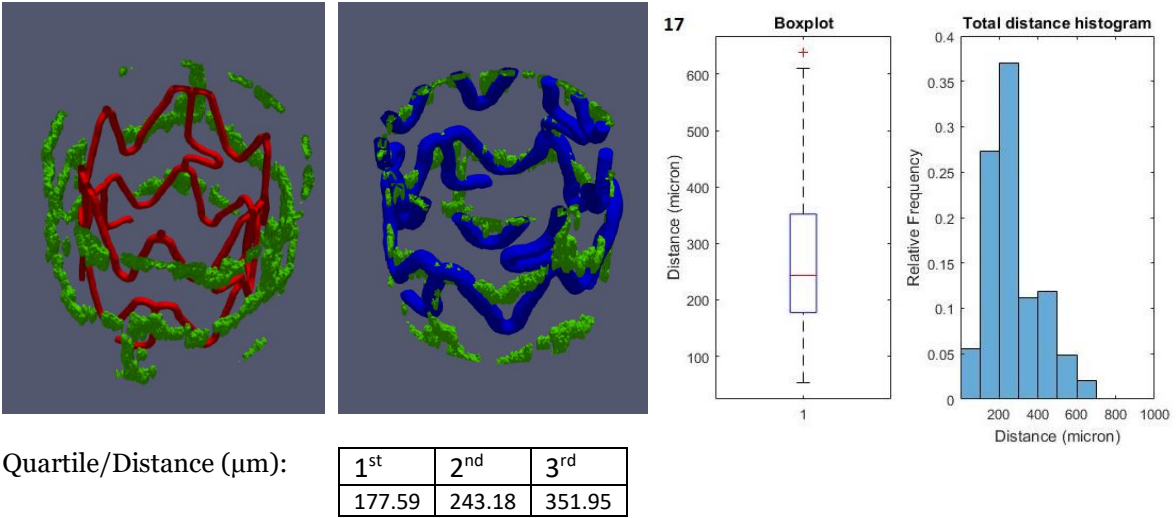 17
Boxplot
Distance (micron)
600
500
400
300
200
100
1
Total distance histogram
Relative Frequency
0.4
0.35
0.3
0.25
0.2
0.15
0.1
0.05
0
200 400 600 800 1000
Distance (micron)
Quartile/Distance (µm):
1st 2nd 3rd
177.59 243.18 351.95